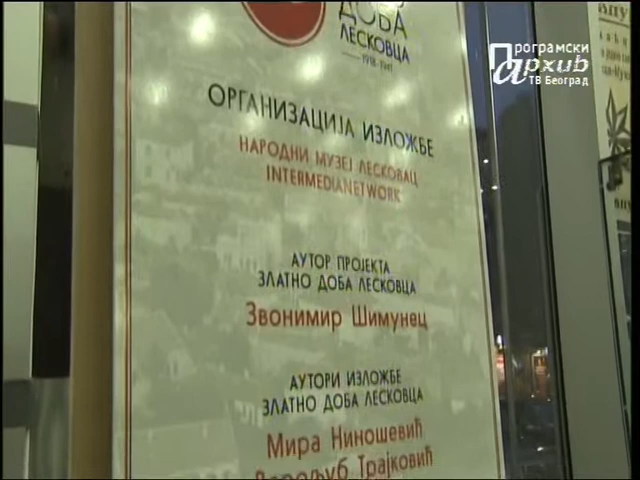 ДОБА
ЛЕСКОВЦА
1918-1941
ОРГАНИЗАЦИЈА ИЗЛОЖБЕ
НАРОДНИ МУЗЕЈ ЛЕСКОВАЦ
INTERMEDIANETWORK
АУТОР ПРОЈЕКТА
ЗЛАТНО ДОБА ЛЕСКОВЦА
Звонимир Шимунец
АУТОРИ ИЗЛОЖБЕ
ЗЛАТНО ДОБА ЛЕСКОВЦА
Мира Ниношевић
Трајковић
Програмски
архив
ТВ Београд